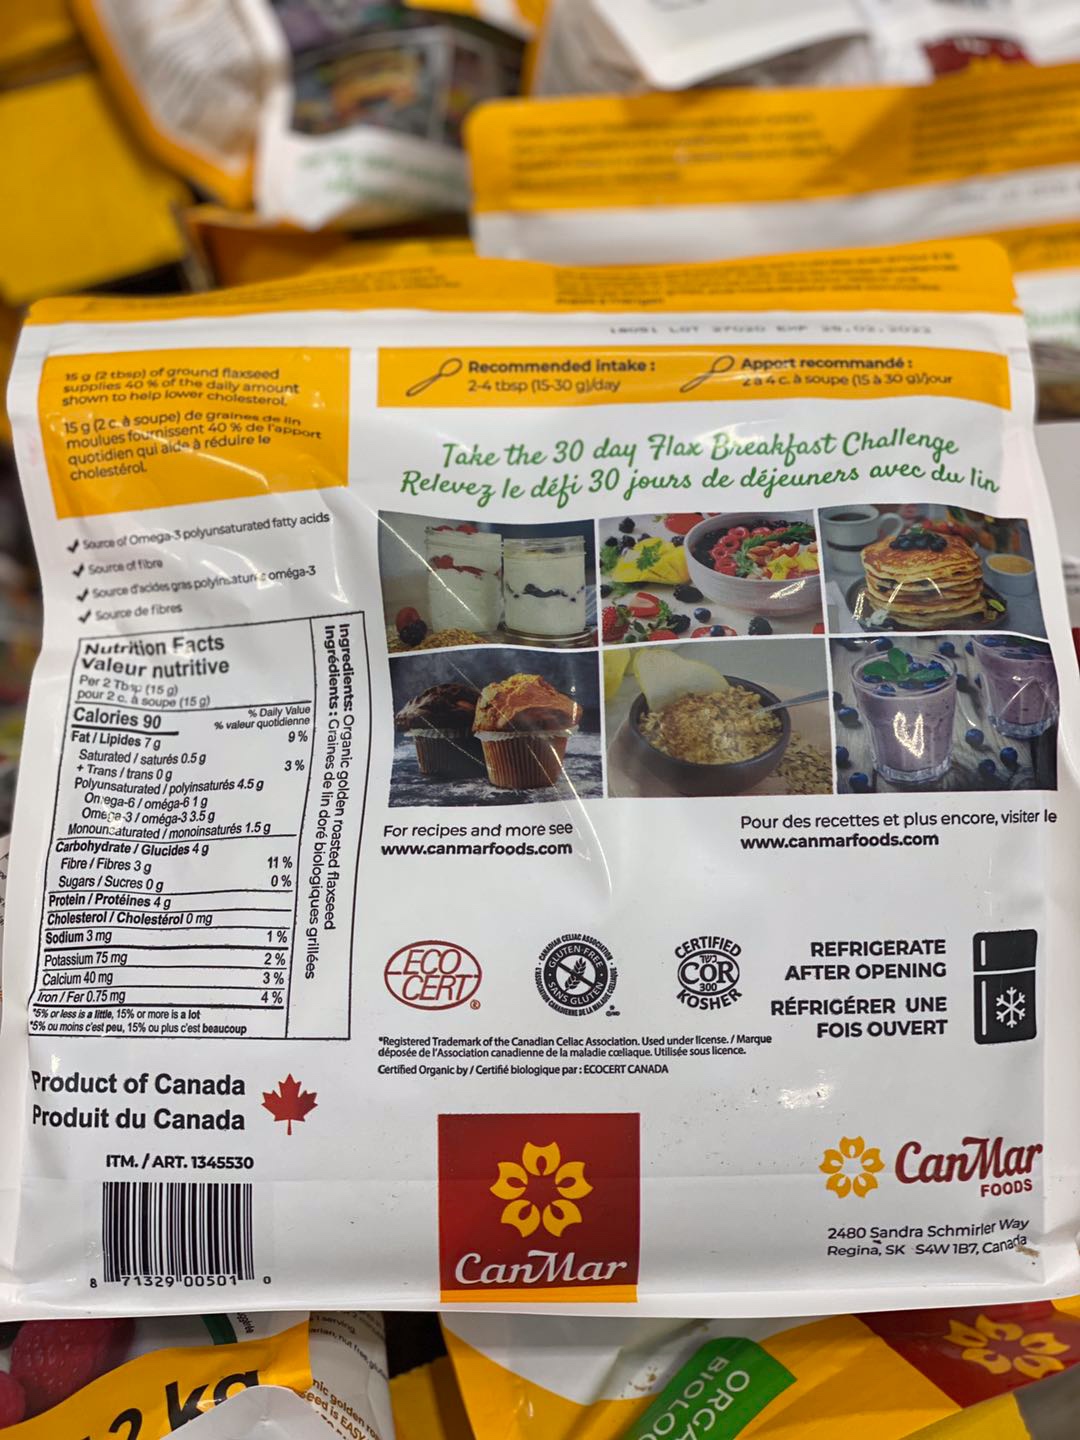 15 g (2 tbsp) of ground flaxseed
supplies 40 % of the daily amount
shown to help lower cholesterol.
15 g (2 c. à soupe) de graines de lin
moulues fournissent 40 % de l'apport
quotidien qui aide à réduire le
cholestérol.
Recommended intake :
2-4 tbsp (15-30 g)/day
Apport recommandé :
2 à 4 c. à soupe (15 à 30 g)/jour
Take the 30 day Flax Breakfast Challenge
Relevez le défi 30 jours de déjeuners avec du lin
Source of Omega-3 polyunsaturated fatty acids
Source of fibre
Source d'acides gras polyinsaturés oméga-3
Source de fibres
Nutrition Facts
Valeur nutritive
Per 2 Tbsp (15 g)
pour 2 c. à soupe (15 g)
Calories 90
% Daily Value
% valeur quotidienne
Fat / Lipides 7 g 9 %
Saturated / saturés 0.5 g
+ Trans / trans 0 g 3 %
Polyunsaturated / polyinsaturés 4.5 g
Omega-6 / oméga-6 1 g
Omega-3 / oméga-3 3.5 g
Monounsaturated / monoinsaturés 1.5 g
Carbohydrate / Glucides 4 g
Fibre / Fibres 3 g 11 %
Sugars / Sucres 0 g 0 %
Protein / Protéines 4 g
Cholesterol / Cholestérol 0 mg
Sodium 3 mg 1 %
Potassium 75 mg 2 %
Calcium 40 mg 3 %
Iron / Fer 0.75 mg 4 %
*5% or less is a little, 15% or more is a lot
*5% ou moins c'est peu, 15% ou plus c'est beaucoup
Ingredients: Organic golden roasted flaxseed
Ingrédients : Graines de lin doré biologiques grillées
For recipes and more see
www.canmarfoods.com
Pour des recettes et plus encore, visiter le
www.canmarfoods.com
ECO
CERT
®
CANADIAN CELIAC ASSOCIATION
GLUTEN-FREE
SANS GLUTEN
ASSOCIATION CANADIENNE DE LA MALADIE COELIAQUE
CERTIFIED
כשר
COR
300
KOSHER
REFRIGERATE
AFTER OPENING
RÉFRIGÉRER UNE
FOIS OUVERT
*Registered Trademark of the Canadian Celiac Association. Used under license. / Marque
déposée de l'Association canadienne de la maladie cœliaque. Utilisée sous licence.
Certified Organic by / Certifié biologique par : ECOCERT CANADA
Product of Canada
Produit du Canada
ITM. / ART. 1345530
8 71329 00501 0
CanMar
CanMar
FOODS
2480 Sandra Schmirler Way
Regina, SK S4W 1B7, Canada
2 kg